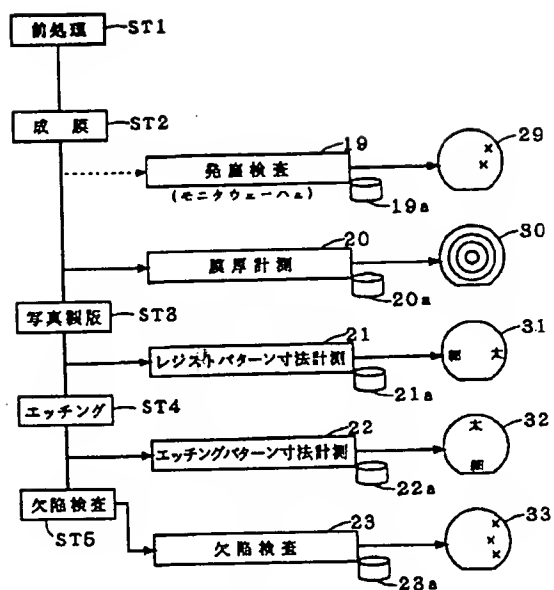 前処理
ST1
成膜
ST2
19
29
発塵検査
(モニタウェーハ)
19a
20
30
膜厚計測
20a
写真製版
ST3
21
31
レジストパターン寸法計測
細 太
21a
エッチング
ST4
22
32
エッチングパターン寸法計測
太
細
22a
欠陥検査
ST5
23
33
欠陥検査
23a